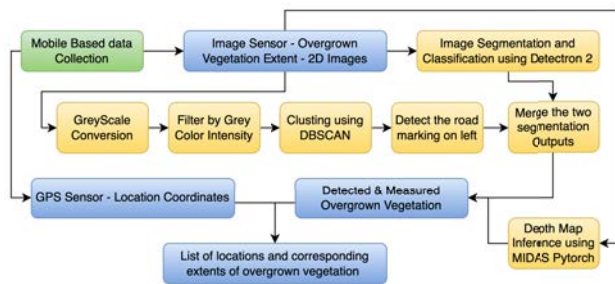 Mobile Based data
Collection
Image Sensor - Overgrown
Vegetation Extent - 2D Images
Image Segmentation and
Classification using Detectron 2
GreyScale
Conversion
Filter by Grey
Color Intensity
Clusting using
DBSCAN
Detect the road
marking on left
Merge the two
segmentation
Outputs
GPS Sensor - Location Coordinates
Detected & Measured
Overgrown Vegetation
Depth Map
Inference using
MIDAS Pytorch
List of locations and corresponding
extents of overgrown vegetation